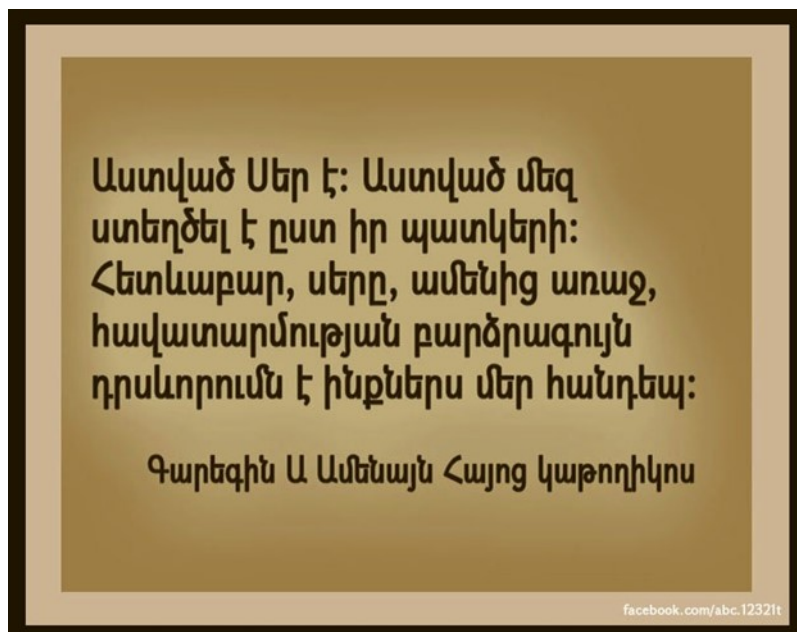 Աստված Սեր է: Աստված մեզ
ստեղծել է ըստ իր պատկերի:
Հետևաբար, սերը, ամենից առաջ,
հավատարմության բարձրագույն
դրսևորումն է ինքներս մեր հանդեպ:
Գարեգին Ա Ամենայն Հայոց կաթողիկոս
facebook.com/abc.12321t